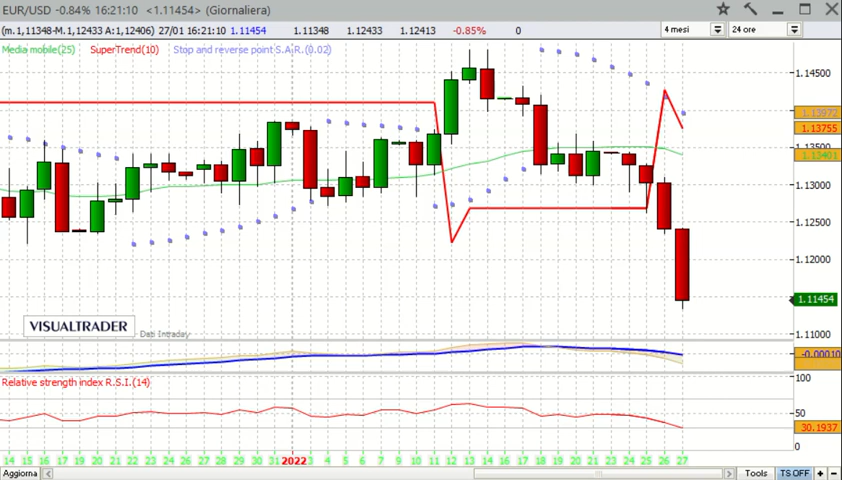 EUR/USD -0.84% 16:21:10 <1.11454> (Giornaliera)
(m.1,11348-M.1,12433 A:1,12406) 27/01 16:21:10 1.11454 1.11348 1.12433 1.12413 -0.85% 0 4 mesi 24 ore
Media mobile(25) SuperTrend(10) Stop and reverse point S.A.R.(0.02)
1.14500
1.13972
1.13755
1.13500
1.13401
1.13000
1.12500
1.12000
1.11454
VISUALTRADER
Dati Intraday
1.11000
-0.00010
Relative strength index R.S.I.(14)
100
50
30.1937
0
14 15 16 17 20 21 22 23 24 27 28 29 30 31 2022 3 4 5 6 7 10 11 12 13 14 17 18 19 20 21 24 25 26 27
Aggiorna Tools TS OFF + -